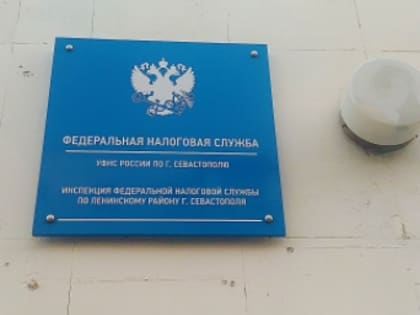 ФЕДЕРАЛЬНАЯ НАЛОГОВАЯ СЛУЖБА
УФНС РОССИИ ПО Г. СЕВАСТОПОЛЮ
ИНСПЕКЦИЯ ФЕДЕРАЛЬНОЙ НАЛОГОВОЙ СЛУЖБЫ
ПО ЛЕНИНСКОМУ РАЙОНУ Г. СЕВАСТОПОЛЯ